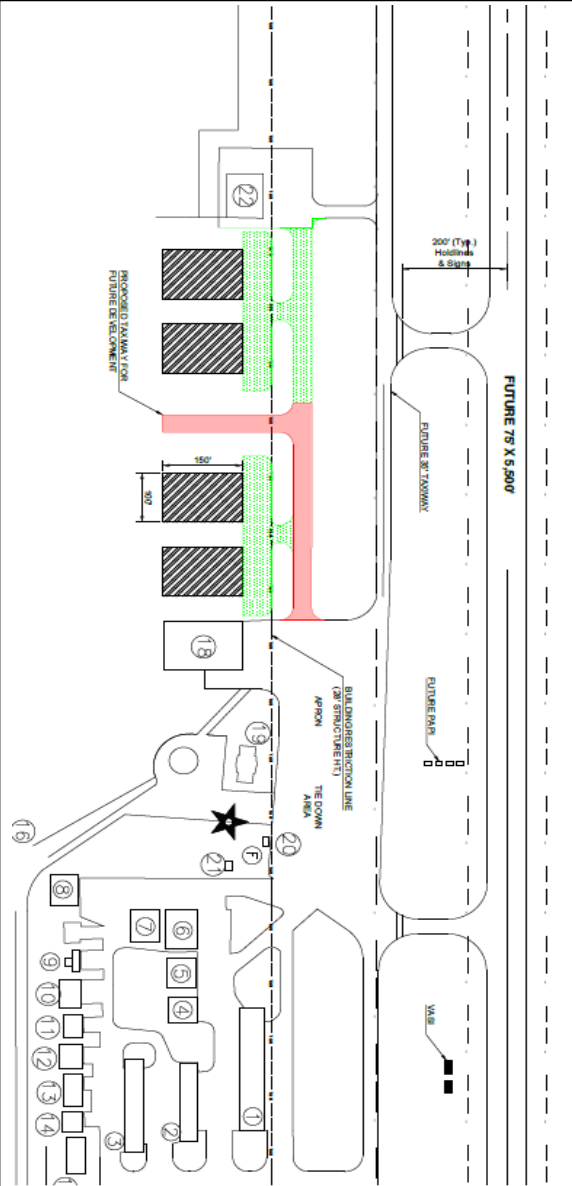 22
200' (Typ.)
Holdlines
& Signs
PROPOSED TAXIWAY FOR
FUTURE DEVELOPMENT
FUTURE 75' X 5,500'
FUTURE 35' TAXIWAY
150'
100'
18
BUILDING RESTRICTION LINE
(28' STRUCTURE HT.)
APRON
TIE DOWN
AREA
FUTURE PAPI
19
16
20
F
21
8
7
6
9
5
10
4
11
12
VASI
13
1
14
2
3